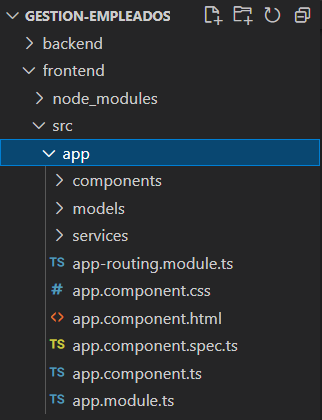 GESTION-EMPLEADOS
backend
frontend
node_modules
src
app
components
models
services
TS app-routing.module.ts
# app.component.css
<> app.component.html
TS app.component.spec.ts
TS app.component.ts
TS app.module.ts